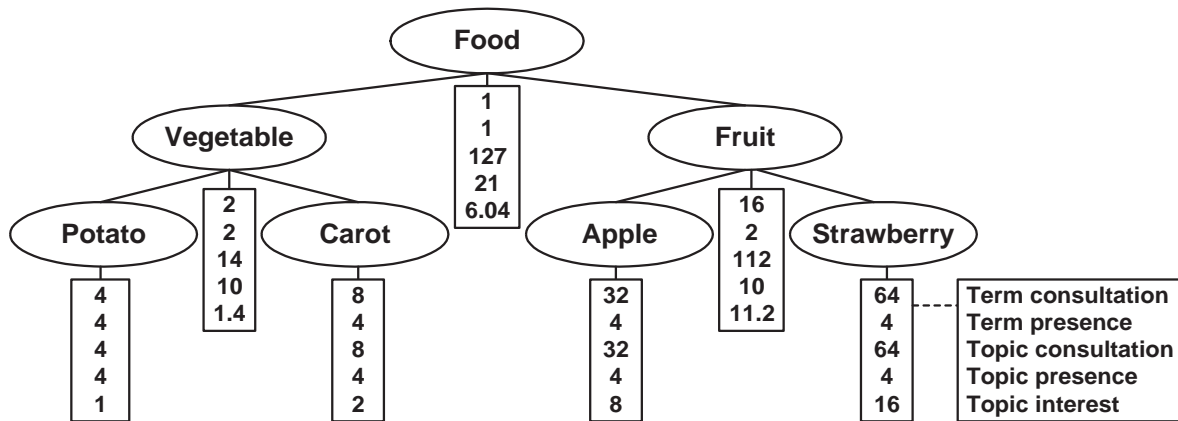 Food
1
1
127
21
6.04
Vegetable
2
2
14
10
1.4
Fruit
16
2
112
10
11.2
Potato
4
4
4
4
1
Carot
8
4
8
4
2
Apple
32
4
32
4
8
Strawberry
64
4
64
4
16
Term consultation
Term presence
Topic consultation
Topic presence
Topic interest